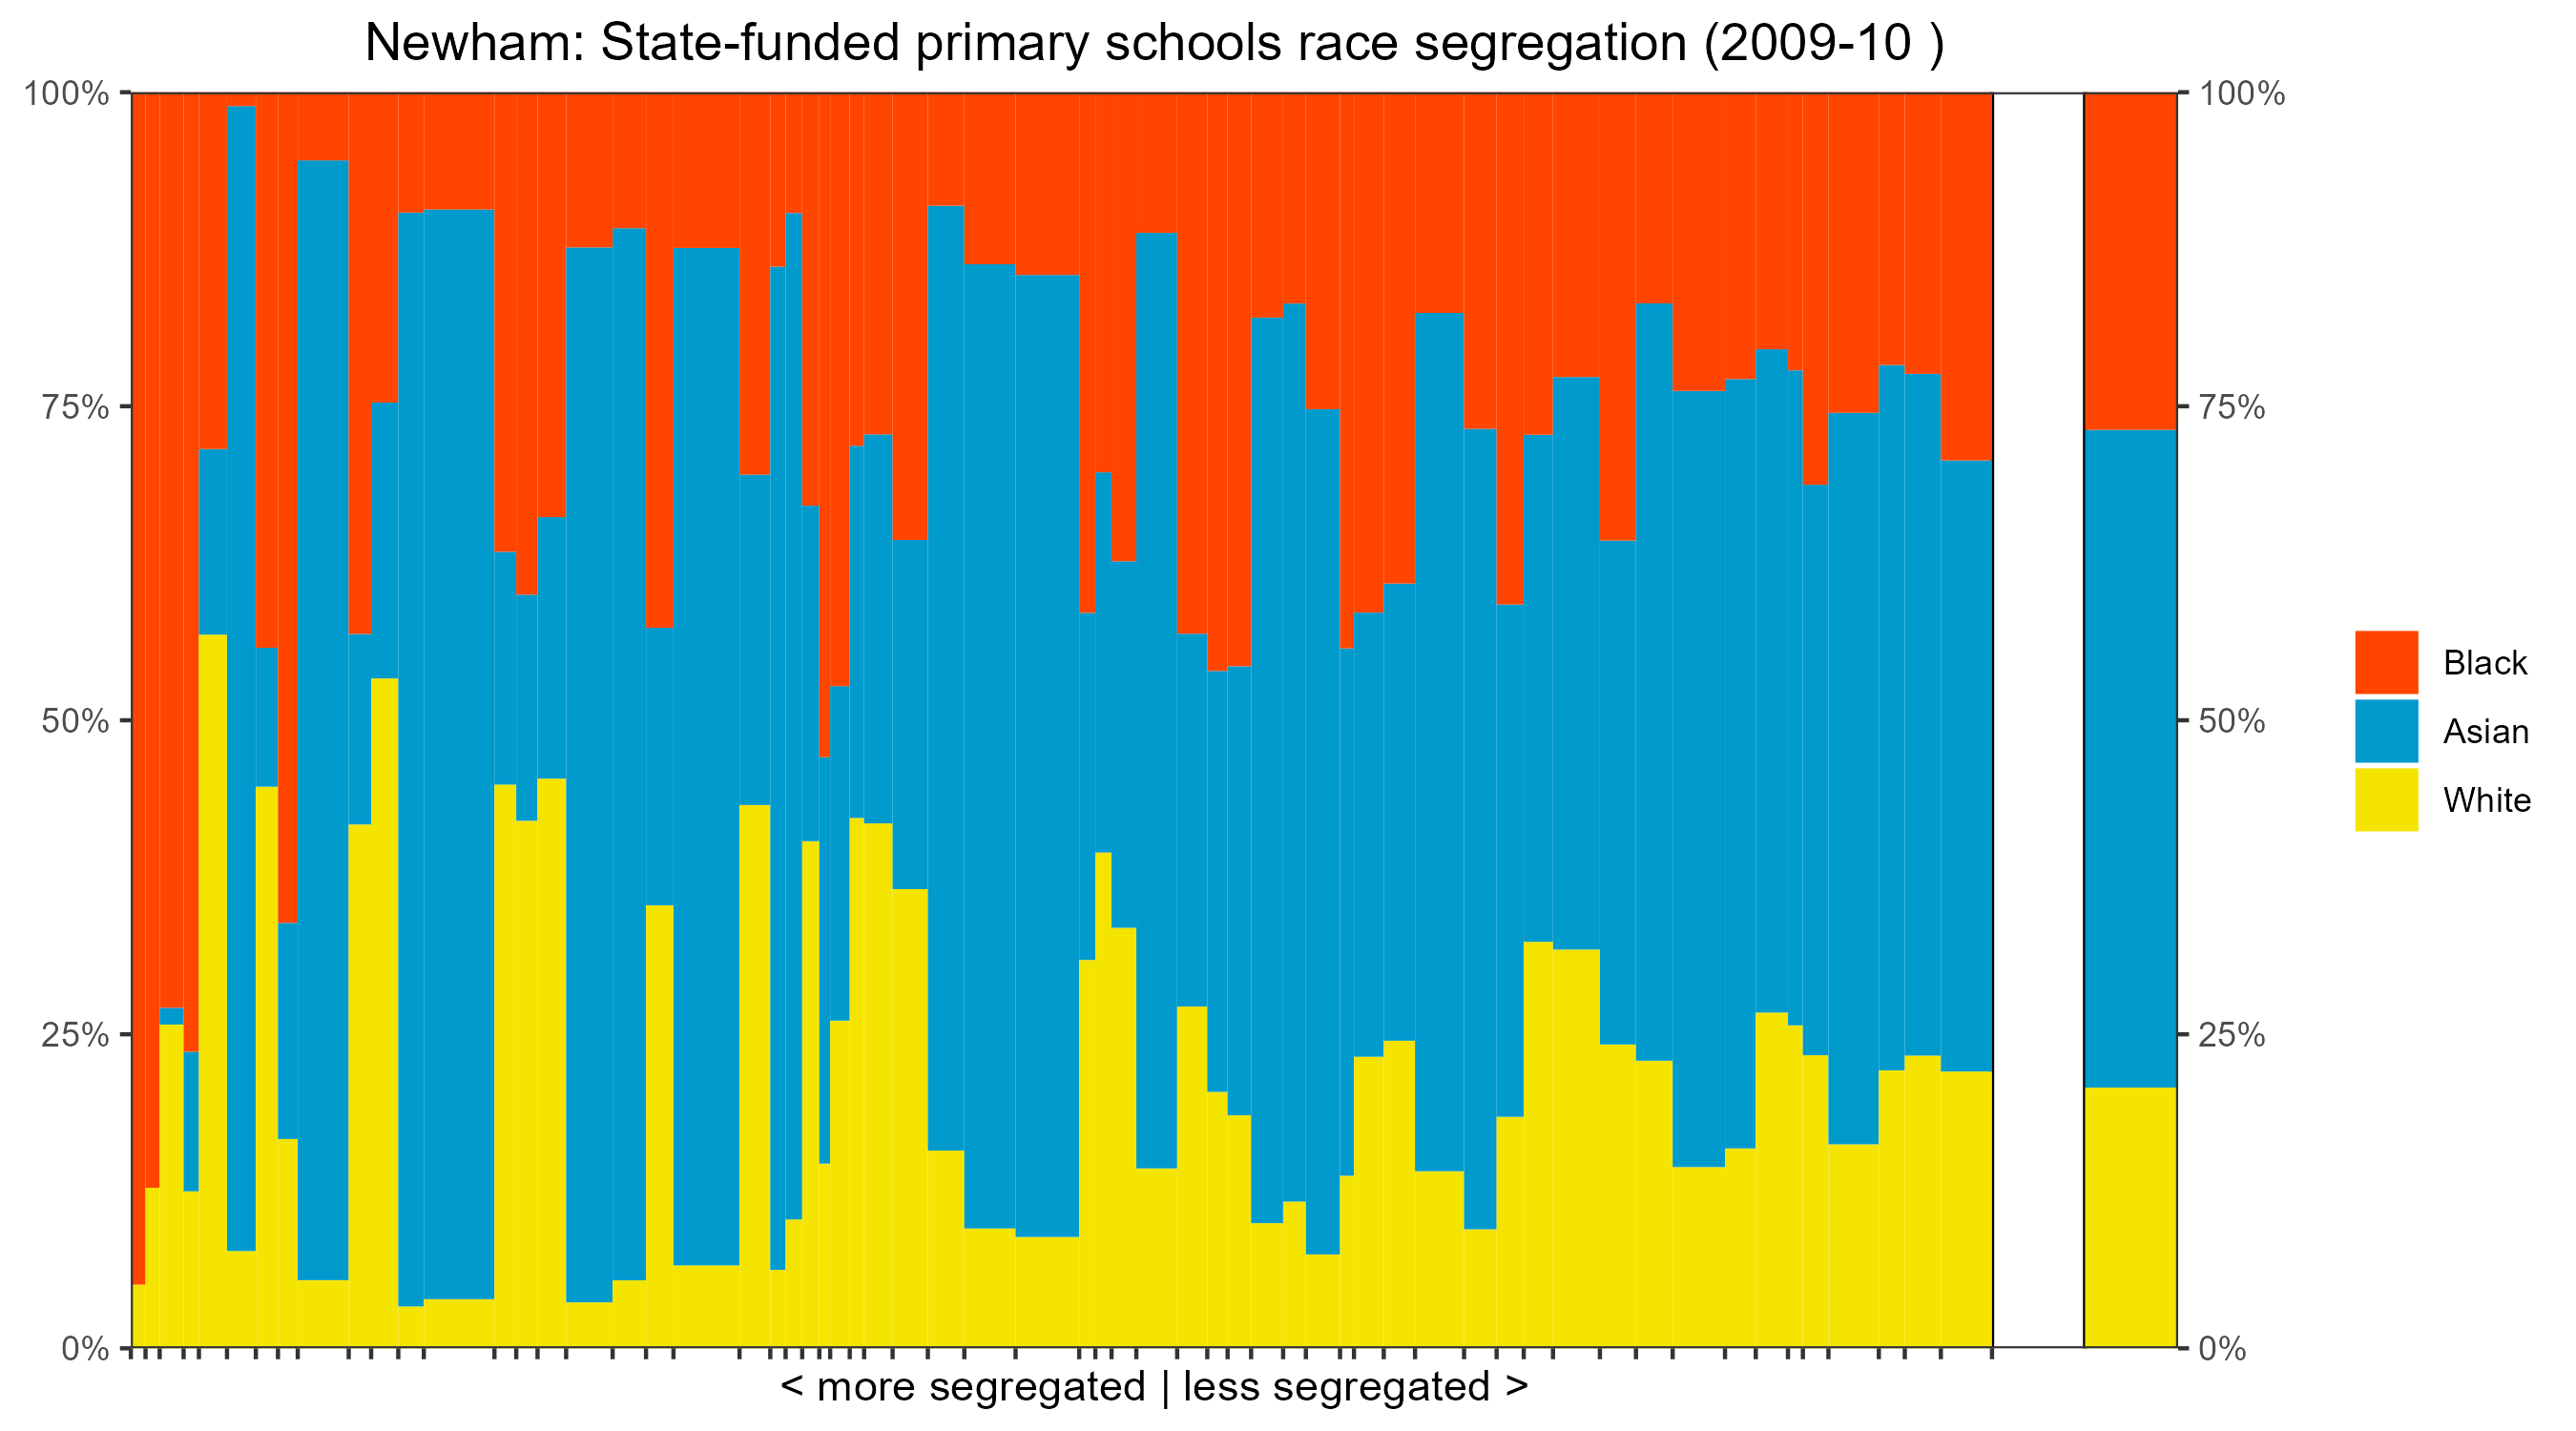 Newham: State-funded primary schools race segregation (2009-10 )
100%
75%
50%
25%
0%
100%
75%
50%
25%
0%
Black
Asian
White
< more segregated | less segregated >